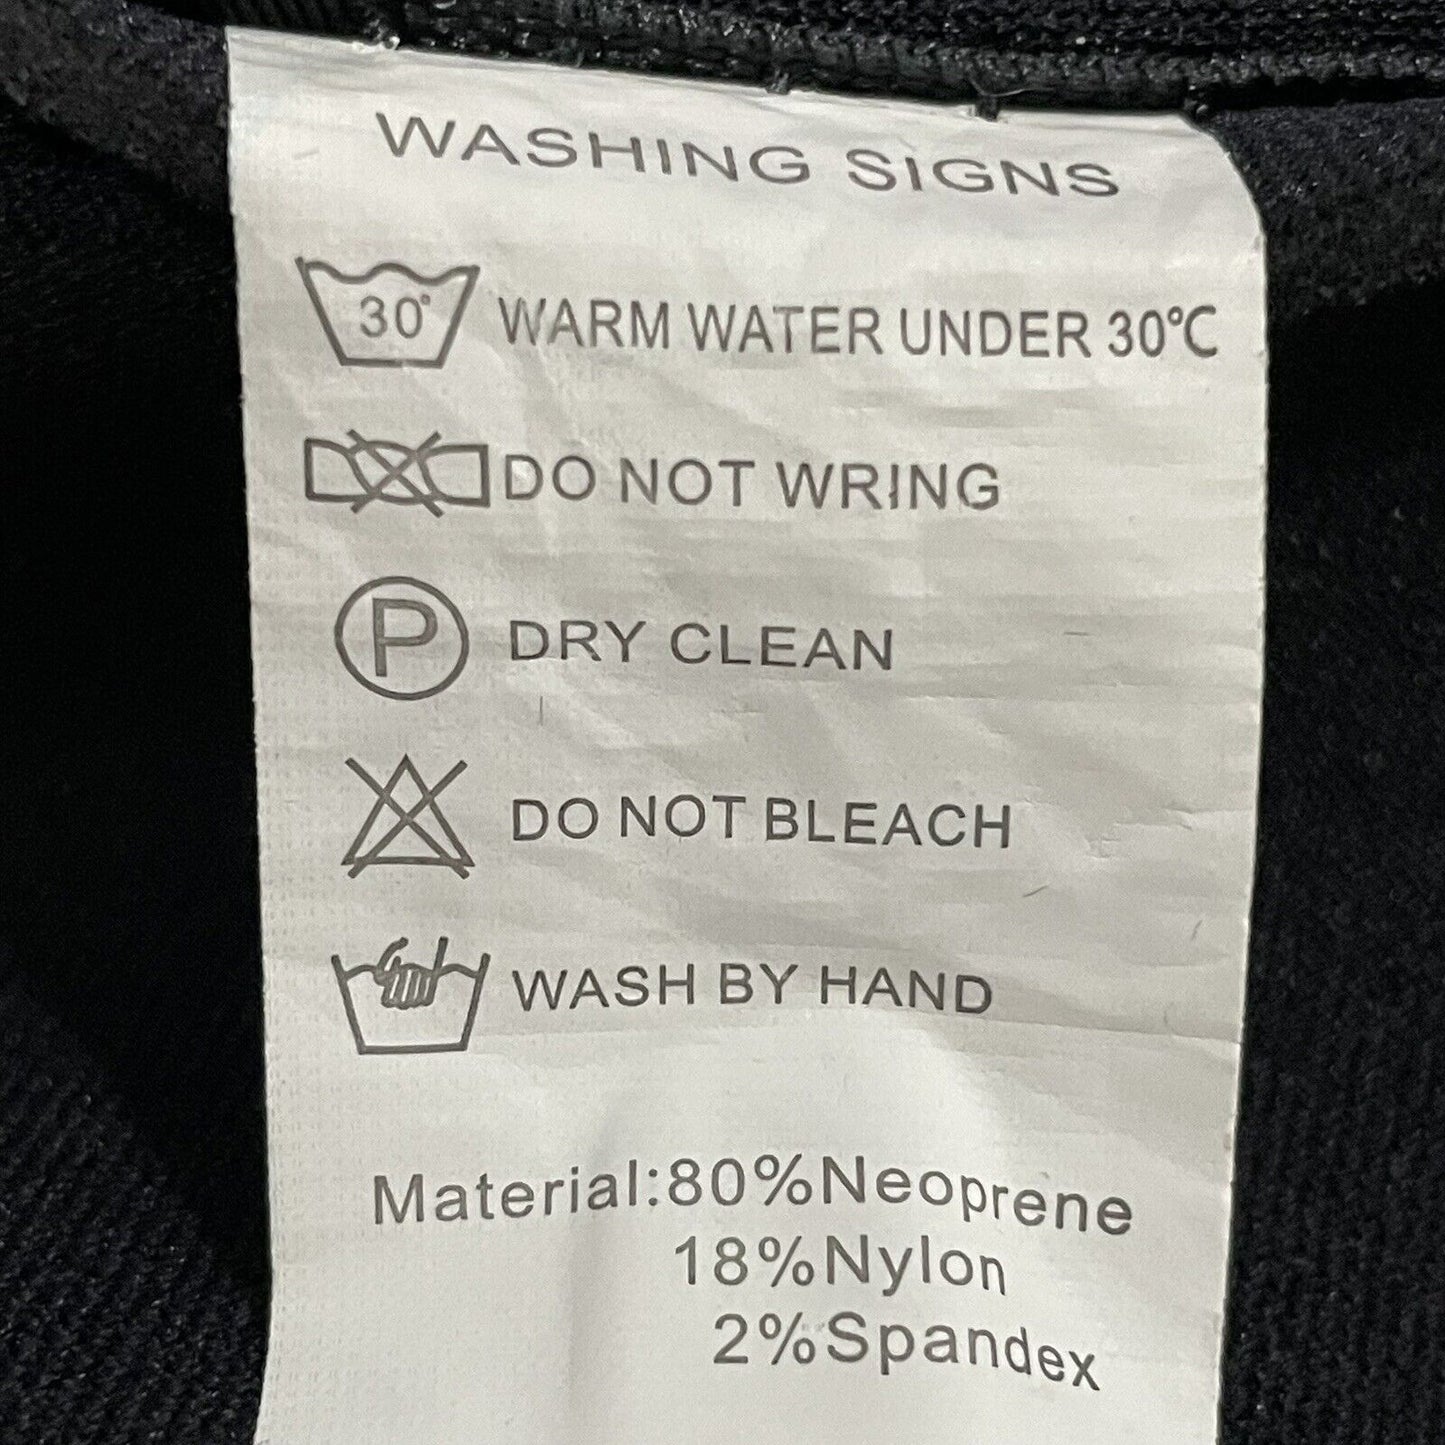 WASHING SIGNS
30° WARM WATER UNDER 30°C
DO NOT WRING
P DRY CLEAN
DO NOT BLEACH
WASH BY HAND
Material:80%Neoprene
18%Nylon
2%Spandex